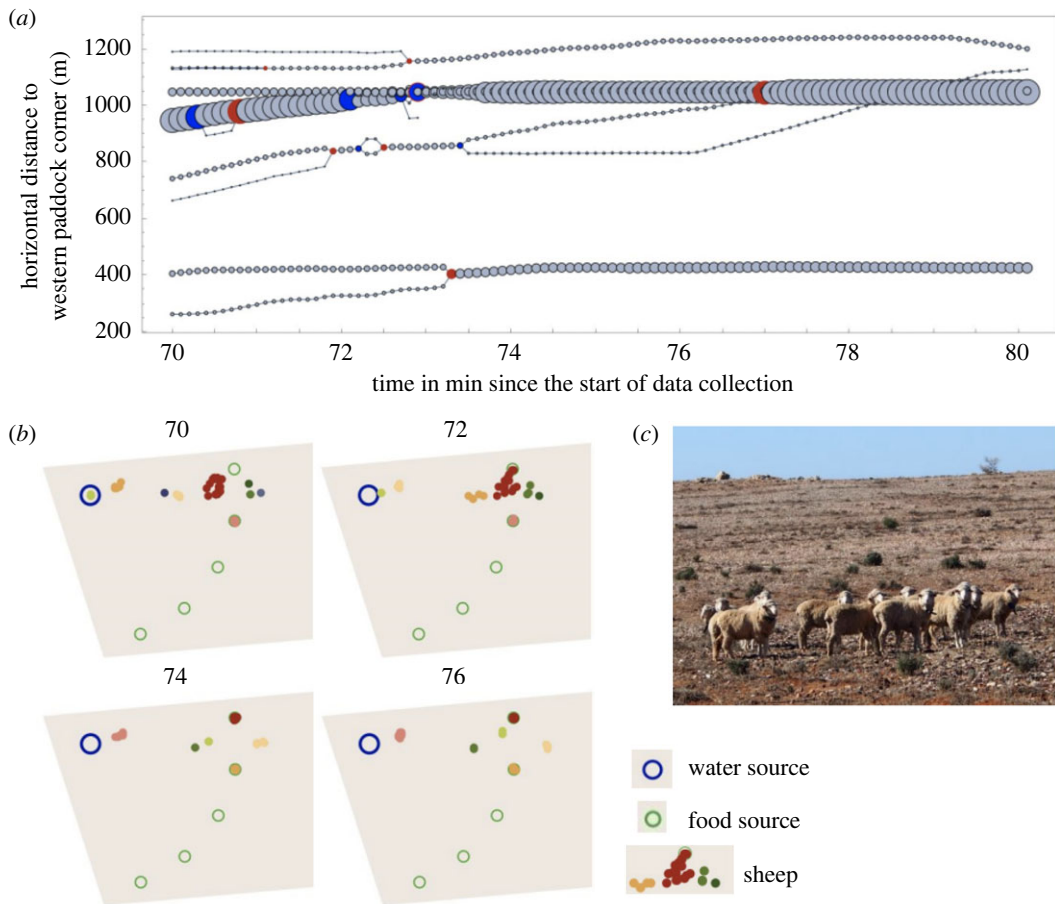 (a)
horizontal distance to
western paddock corner (m)
1200
1000
800
600
400
200
70 72 74 76 78 80
time in min since the start of data collection
(b)
70 72
(c)
74 76
water source
food source
sheep